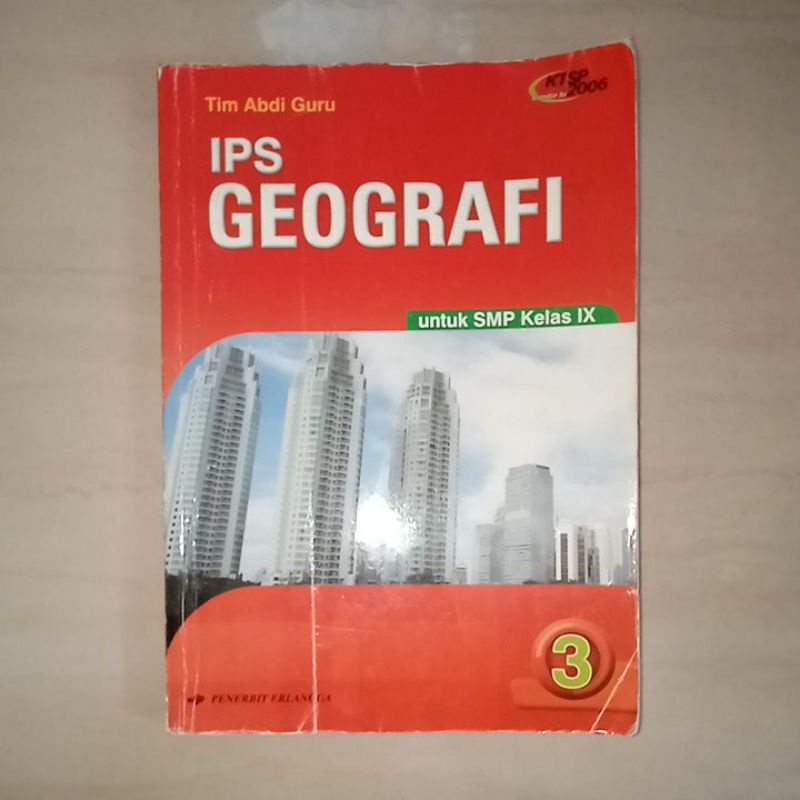 Tim Abdi Guru
KTSP
2006
IPS
GEOGRAFI
untuk SMP Kelas IX
3
PENERBIT ERLANGGA